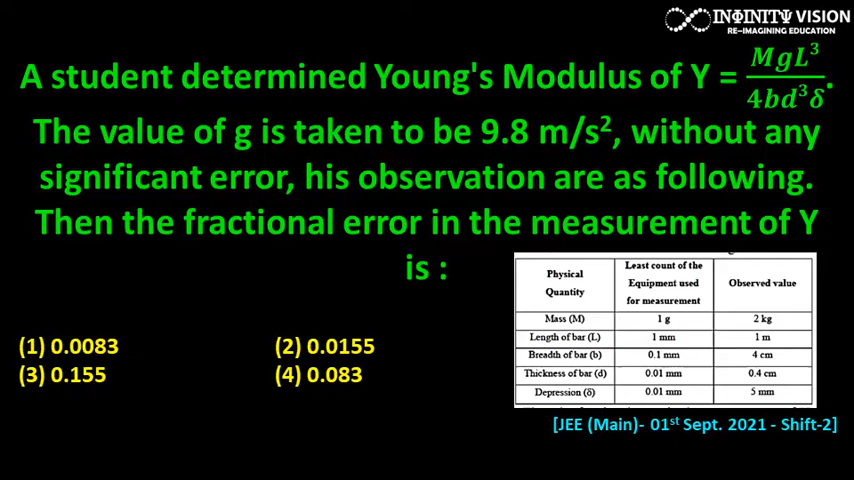 INΦINITΨ VISION
RE-IMAGINING EDUCATION
A student determined Young's Modulus of Y = MgL³/4bd³δ.
The value of g is taken to be 9.8 m/s², without any
significant error, his observation are as following.
Then the fractional error in the measurement of Y
is :
Physical Quantity | Least count of the Equipment used for measurement | Observed value
Mass (M) | 1 g | 2 kg
Length of bar (L) | 1 mm | 1 m
Breadth of bar (b) | 0.1 mm | 4 cm
Thickness of bar (d) | 0.01 mm | 0.4 cm
Depression (δ) | 0.01 mm | 5 mm
(1) 0.0083 (2) 0.0155
(3) 0.155 (4) 0.083
[JEE (Main)- 01st Sept. 2021 - Shift-2]